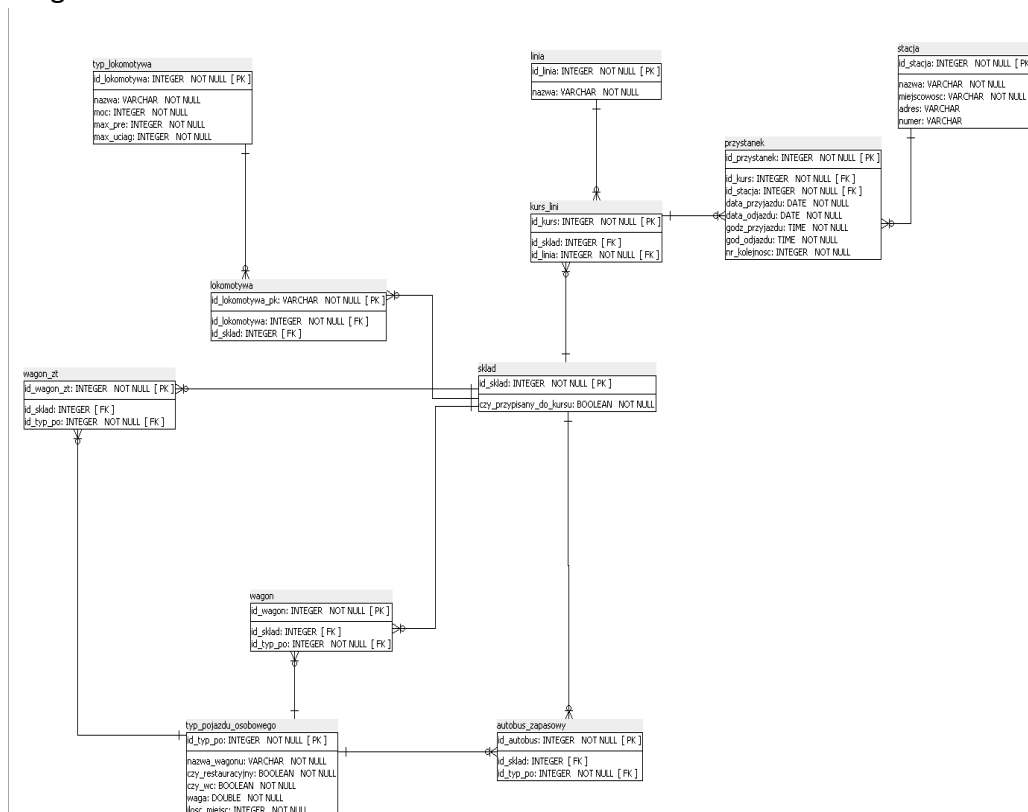 typ_lokomotywa
id_lokomotywa: INTEGER NOT NULL [ PK ]
nazwa: VARCHAR NOT NULL
moc: INTEGER NOT NULL
max_pre: INTEGER NOT NULL
max_uciag: INTEGER NOT NULL
linia
id_linia: INTEGER NOT NULL [ PK ]
nazwa: VARCHAR NOT NULL
stacja
id_stacja: INTEGER NOT NULL [ PK
nazwa: VARCHAR NOT NULL
miejscowosc: VARCHAR NOT NULL
adres: VARCHAR
numer: VARCHAR
przystanek
id_przystanek: INTEGER NOT NULL [ PK ]
id_kurs: INTEGER NOT NULL [ FK ]
id_stacja: INTEGER NOT NULL [ FK ]
data_przyjazdu: DATE NOT NULL
data_odjazdu: DATE NOT NULL
godz_przyjazdu: TIME NOT NULL
god_odjazdu: TIME NOT NULL
nr_kolejnosc: INTEGER NOT NULL
kurs_lini
id_kurs: INTEGER NOT NULL [ PK ]
id_sklad: INTEGER [ FK ]
id_linia: INTEGER NOT NULL [ FK ]
lokomotywa
id_lokomotywa_pk: VARCHAR NOT NULL [ PK ]
id_lokomotywa: INTEGER NOT NULL [ FK ]
id_sklad: INTEGER [ FK ]
wagon_zt
id_wagon_zt: INTEGER NOT NULL [ PK ]
id_sklad: INTEGER [ FK ]
id_typ_po: INTEGER NOT NULL [ FK ]
sklad
id_sklad: INTEGER NOT NULL [ PK ]
czy_przypisany_do_kursu: BOOLEAN NOT NULL
wagon
id_wagon: INTEGER NOT NULL [ PK ]
id_sklad: INTEGER [ FK ]
id_typ_po: INTEGER NOT NULL [ FK ]
typ_pojazdu_osobowego
id_typ_po: INTEGER NOT NULL [ PK ]
nazwa_wagonu: VARCHAR NOT NULL
czy_restauracyjny: BOOLEAN NOT NULL
czy_wc: BOOLEAN NOT NULL
waga: DOUBLE NOT NULL
ilosc_miejsc: INTEGER NOT NULL
autobus_zapasowy
id_autobus: INTEGER NOT NULL [ PK ]
id_sklad: INTEGER [ FK ]
id_typ_po: INTEGER NOT NULL [ FK ]